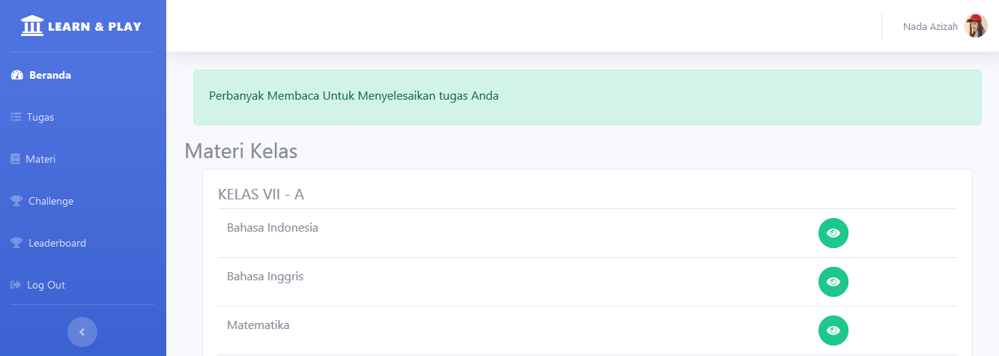 LEARN & PLAY
Nada Azizah
Beranda
Tugas
Materi
Challenge
Leaderboard
Log Out
Perbanyak Membaca Untuk Menyelesaikan tugas Anda
Materi Kelas
KELAS VII - A
Bahasa Indonesia
Bahasa Inggris
Matematika